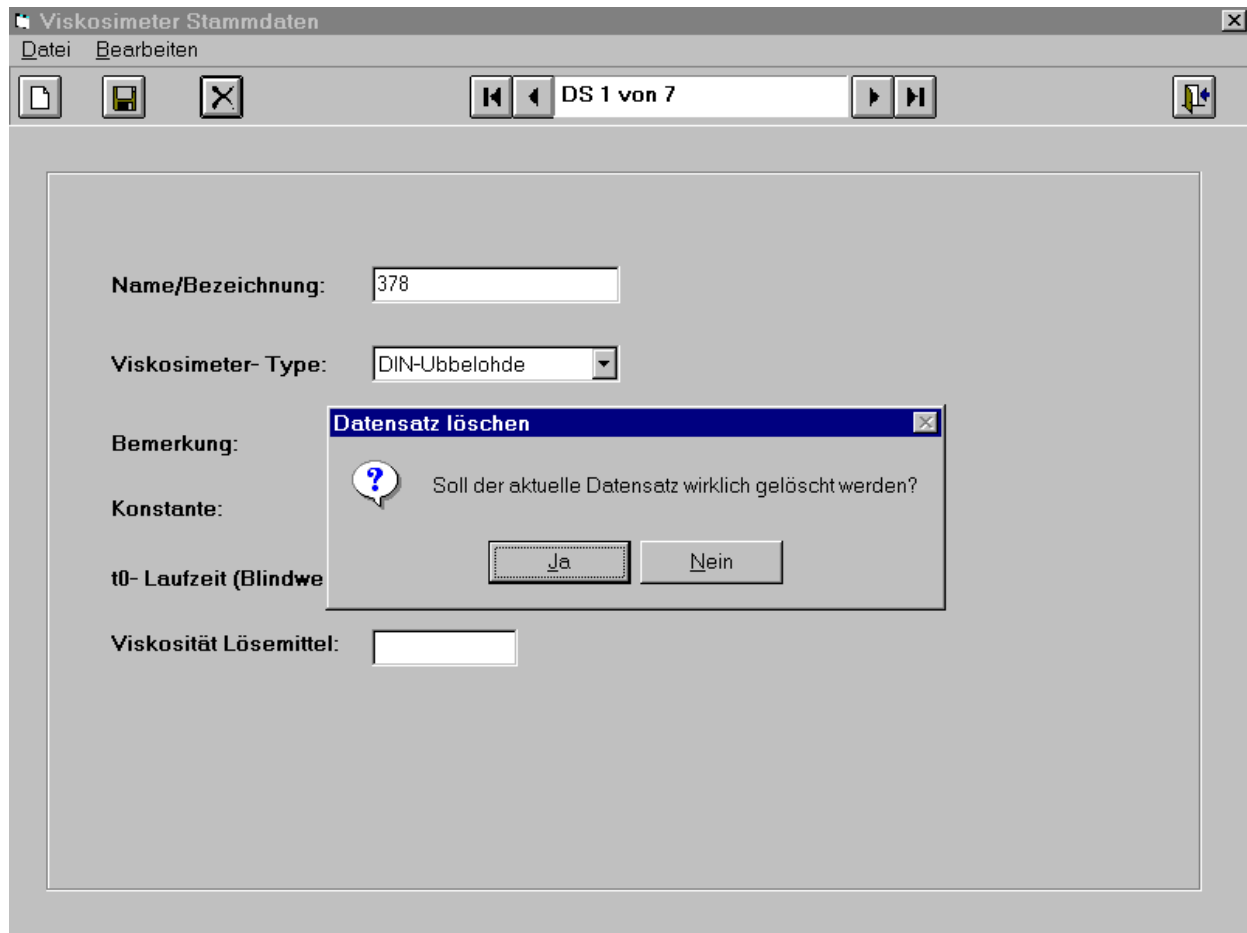 Viskosimeter Stammdaten
Datei Bearbeiten
DS 1 von 7
Name/Bezeichnung: 378
Viskosimeter- Type: DIN-Ubbelohde
Datensatz löschen
Bemerkung:
Soll der aktuelle Datensatz wirklich gelöscht werden?
Konstante:
Ja Nein
t0- Laufzeit (Blindwe
Viskosität Lösemittel: